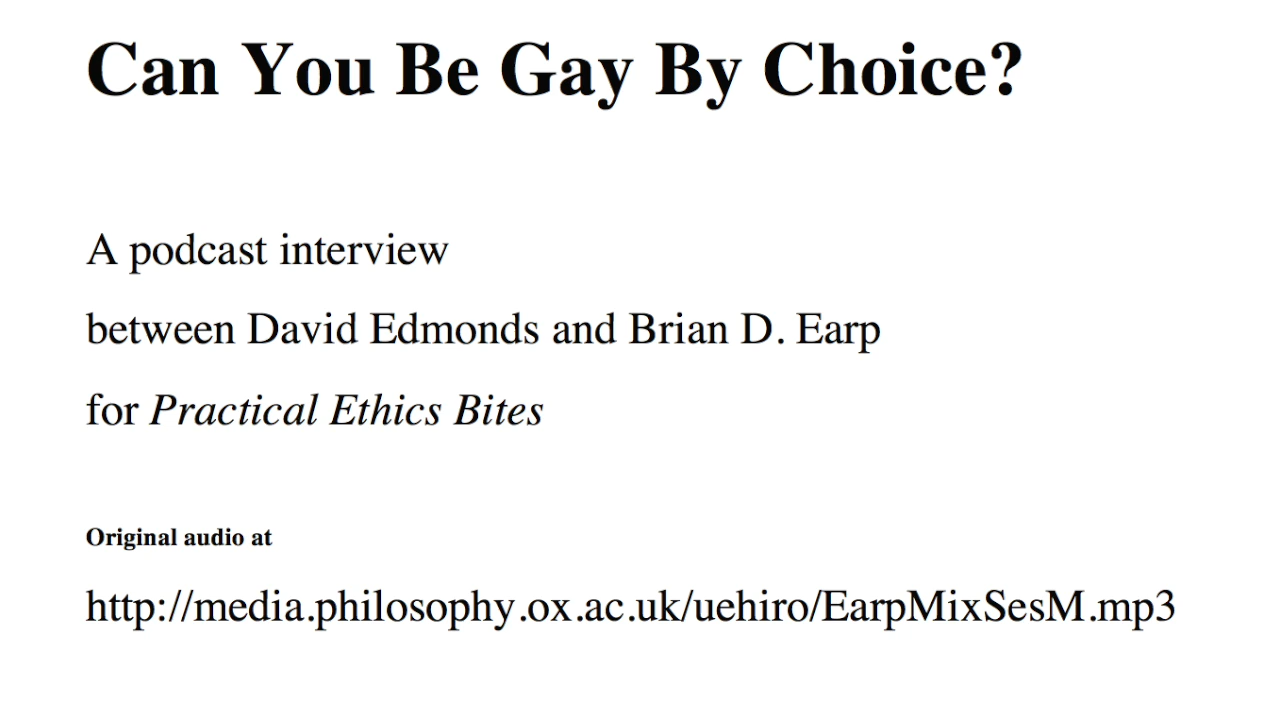 Can You Be Gay By Choice?
A podcast interview
between David Edmonds and Brian D. Earp
for Practical Ethics Bites
Original audio at
http://media.philosophy.ox.ac.uk/uehiro/EarpMixSesM.mp3